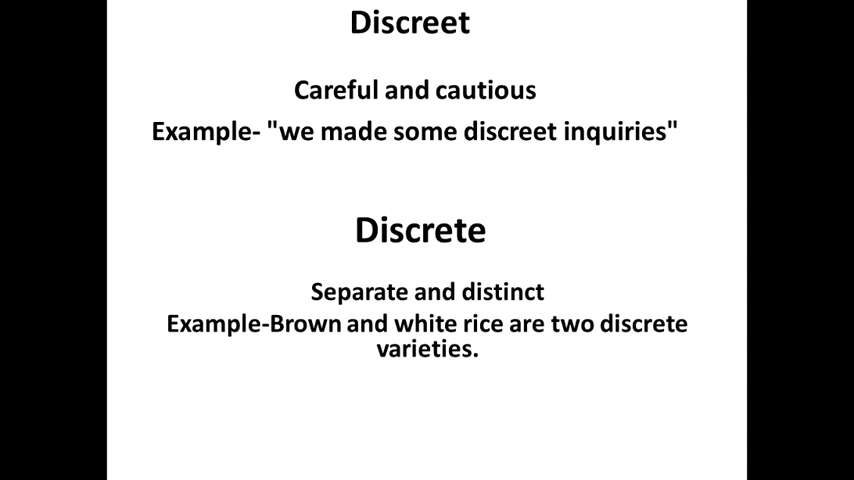 Discreet
Careful and cautious
Example- "we made some discreet inquiries"
Discrete
Separate and distinct
Example-Brown and white rice are two discrete
varieties.